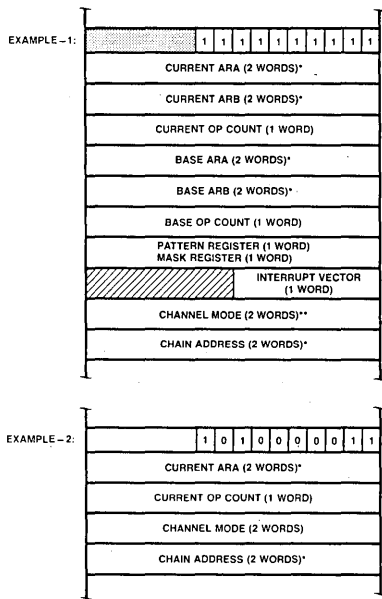 EXAMPLE–1: 1 1 1 1 1 1 1 1 1 1
CURRENT ARA (2 WORDS)*
CURRENT ARB (2 WORDS)*
CURRENT OP COUNT (1 WORD)
BASE ARA (2 WORDS)*
BASE ARB (2 WORDS)*
BASE OP COUNT (1 WORD)
PATTERN REGISTER (1 WORD)
MASK REGISTER (1 WORD)
INTERRUPT VECTOR
(1 WORD)
CHANNEL MODE (2 WORDS)**
CHAIN ADDRESS (2 WORDS)*
EXAMPLE–2: 1 0 1 0 0 0 0 0 1 1
CURRENT ARA (2 WORDS)*
CURRENT OP COUNT (1 WORD)
CHANNEL MODE (2 WORDS)
CHAIN ADDRESS (2 WORDS)*